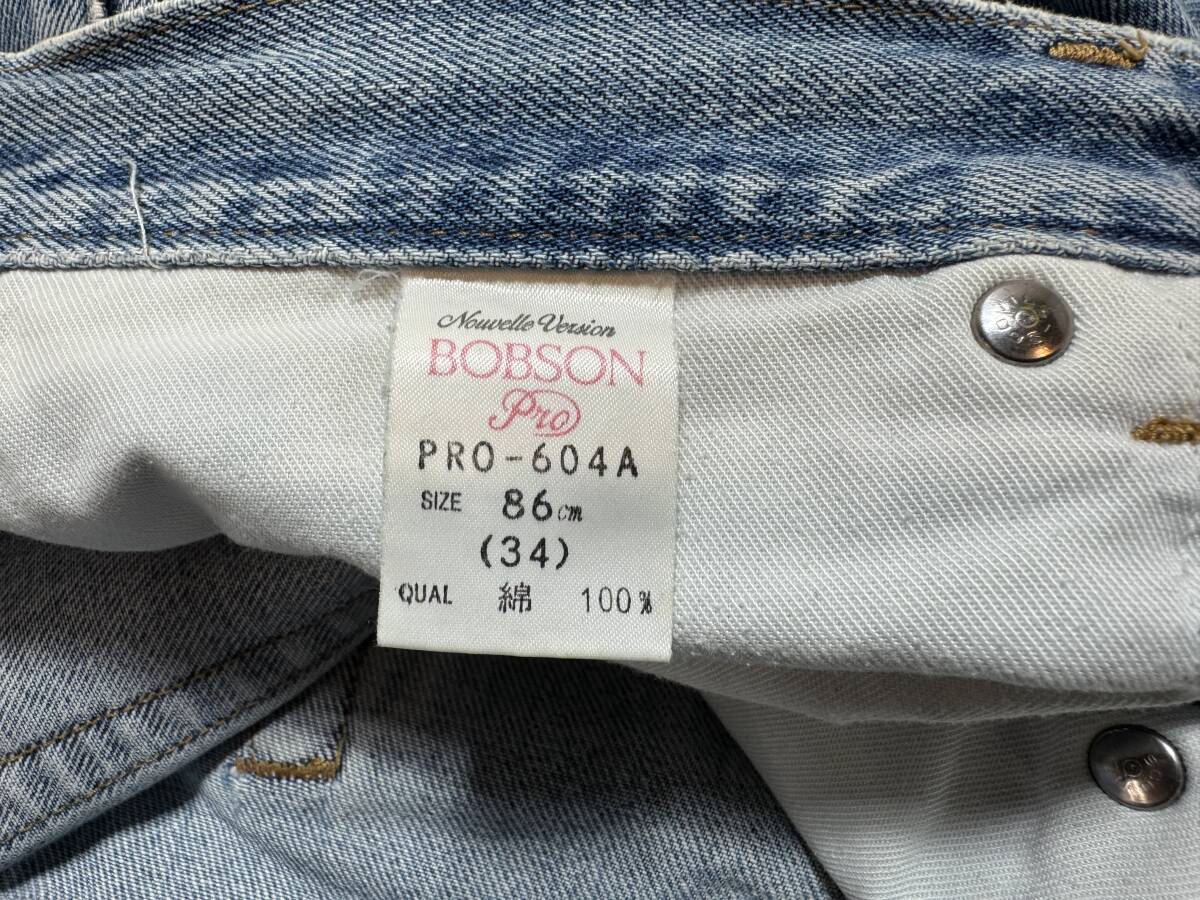 Nouvelle Version
BOBSON
Pro
PRO-604A
SIZE 86cm
(34)
QUAL 綿 100%